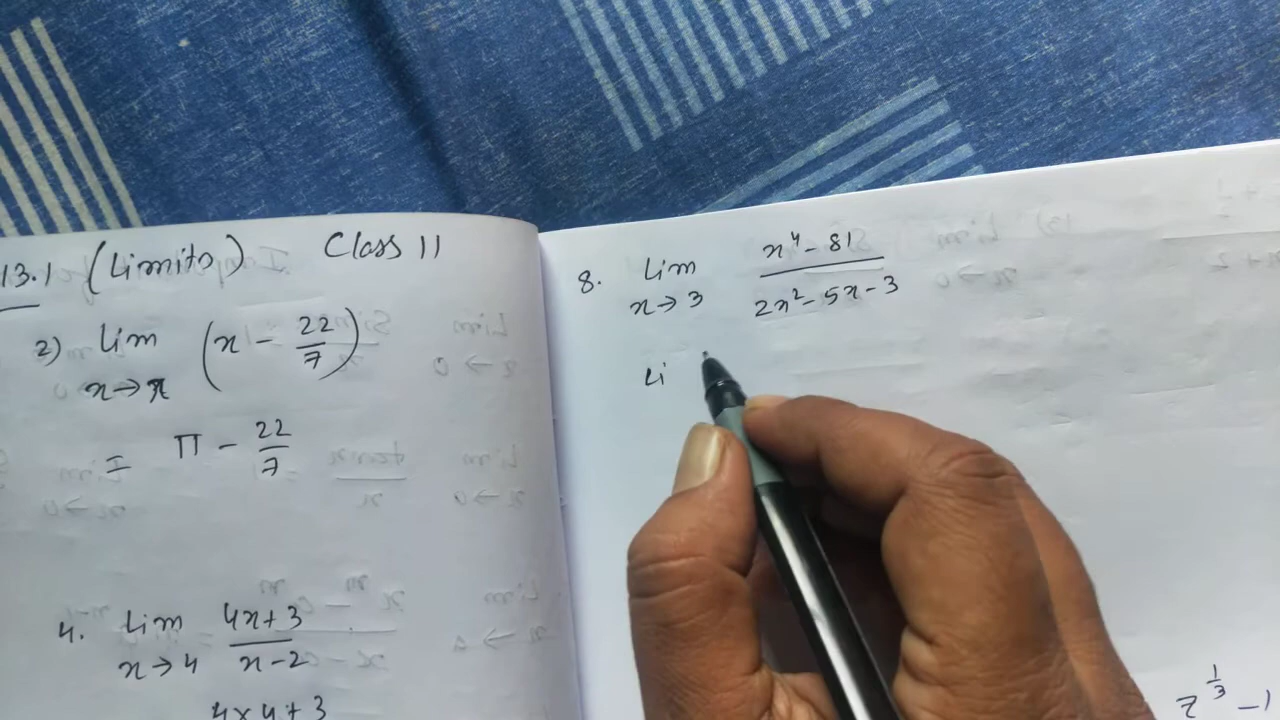 13.1 (Limits) Class 11
2) Lim (x - 22/7)
x→π
= π - 22/7
4. Lim 4x+3 / x-2
x→4
4×4+3
8. Lim x⁴-81 / 2x²-5x-3
x→3
Li
z^(1/3) - 1